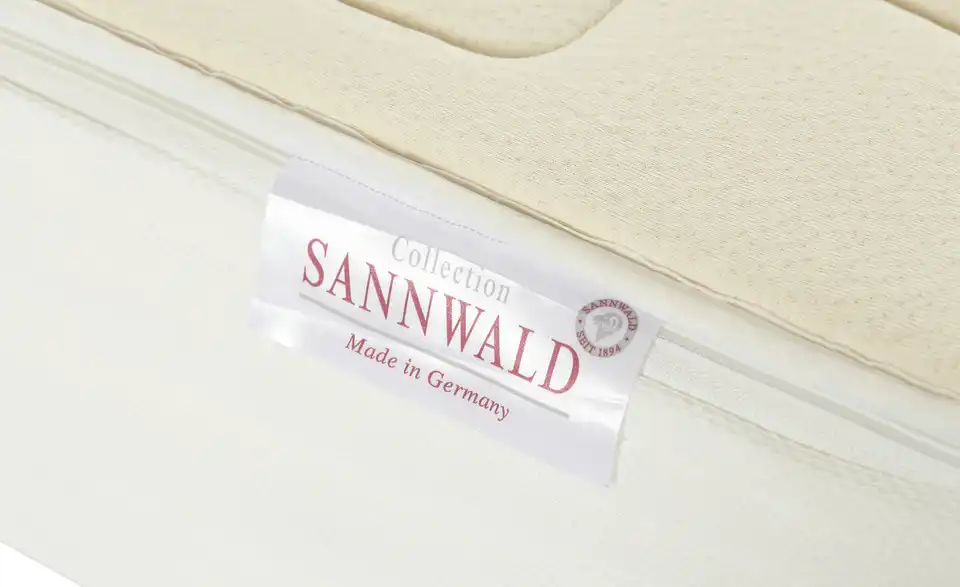 Collection
SANNWALD
Made in Germany
SANNWALD
SEIT 1894